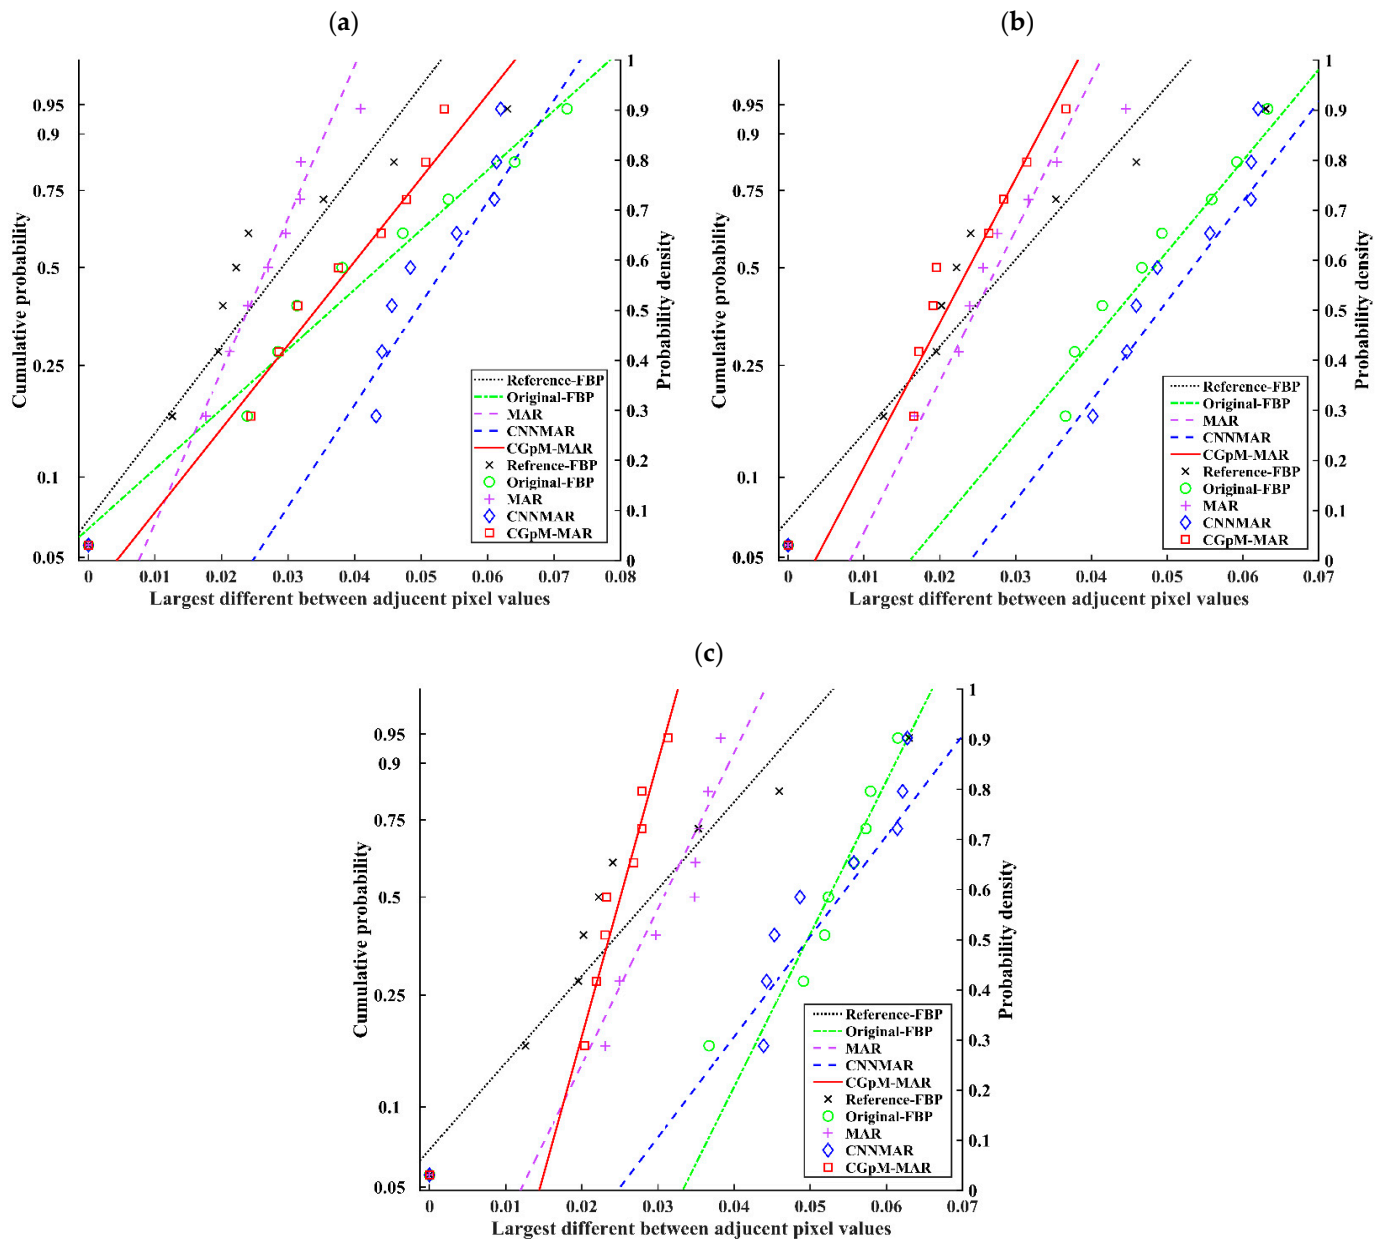 (a)
Cumulative probability
0.95
0.9
0.75
0.5
0.25
0.1
0.05
0 0.01 0.02 0.03 0.04 0.05 0.06 0.07 0.08
Largest different between adjucent pixel values
1
0.9
0.8
0.7
0.6
0.5
0.4
0.3
0.2
0.1
0
Probability density
Reference-FBP
Original-FBP
MAR
CNNMAR
CGpM-MAR
Refrence-FBP
Original-FBP
MAR
CNNMAR
CGpM-MAR
(b)
Cumulative probability
0.95
0.9
0.75
0.5
0.25
0.1
0.05
0 0.01 0.02 0.03 0.04 0.05 0.06 0.07
Largest different between adjucent pixel values
1
0.9
0.8
0.7
0.6
0.5
0.4
0.3
0.2
0.1
0
Probability density
Reference-FBP
Original-FBP
MAR
CNNMAR
CGpM-MAR
Reference-FBP
Original-FBP
MAR
CNNMAR
CGpM-MAR
(c)
Cumulative probability
0.95
0.9
0.75
0.5
0.25
0.1
0.05
0 0.01 0.02 0.03 0.04 0.05 0.06 0.07
Largest different between adjucent pixel values
1
0.9
0.8
0.7
0.6
0.5
0.4
0.3
0.2
0.1
0
Probability density
Reference-FBP
Original-FBP
MAR
CNNMAR
CGpM-MAR
Reference-FBP
Original-FBP
MAR
CNNMAR
CGpM-MAR